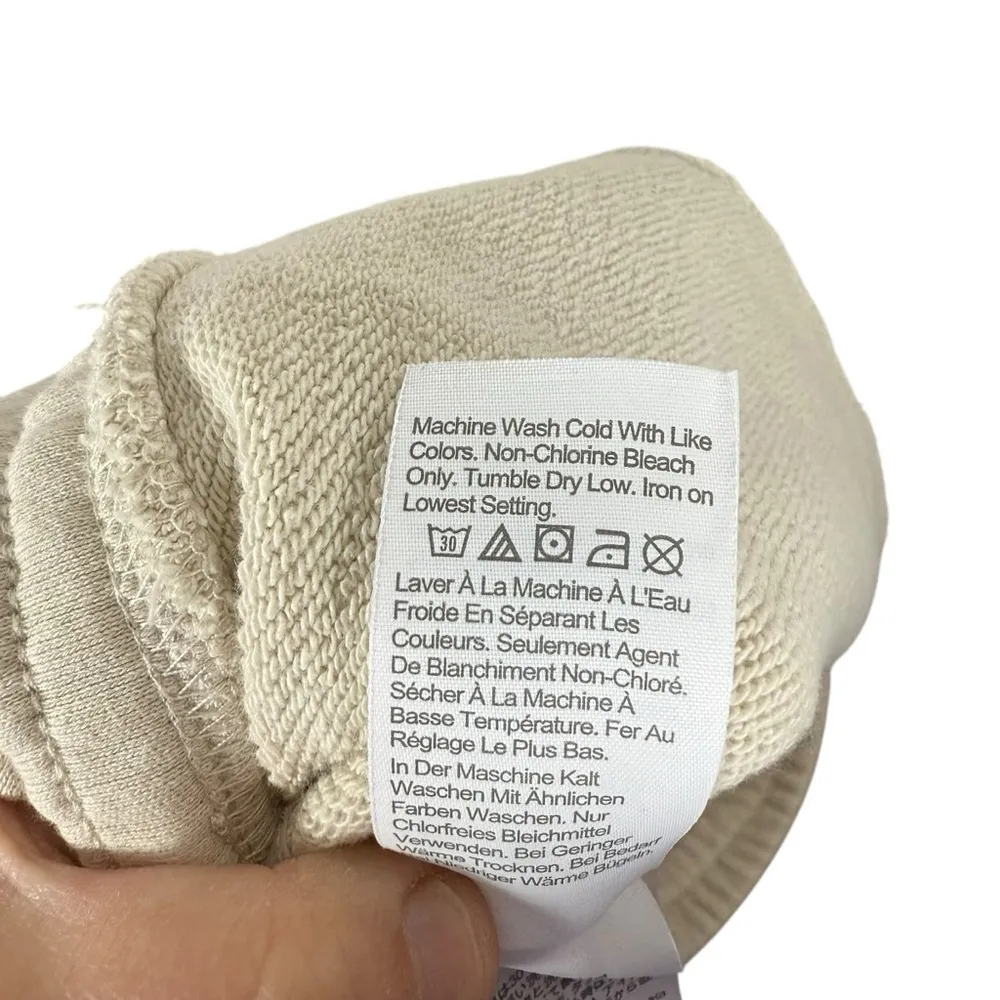 Machine Wash Cold With Like
Colors. Non-Chlorine Bleach
Only. Tumble Dry Low. Iron on
Lowest Setting.
30
Laver À La Machine À L'Eau
Froide En Séparant Les
Couleurs. Seulement Agent
De Blanchiment Non-Chloré.
Sécher À La Machine À
Basse Température. Fer Au
Réglage Le Plus Bas.
In Der Maschine Kalt
Waschen Mit Ähnlichen
Farben Waschen. Nur
Chlorfreies Bleichmittel
Verwenden. Bei Geringer
Wärme Trocknen. Bei Bedarf
Niedriger Wärme Bügeln.